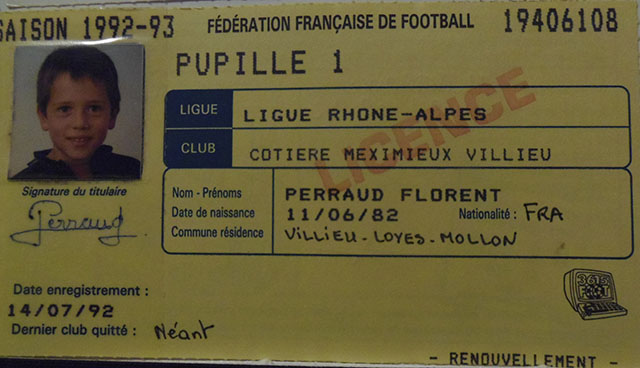 SAISON 1992-93 FÉDÉRATION FRANÇAISE DE FOOTBALL 19406108
PUPILLE 1
LIGUE LIGUE RHONE-ALPES
CLUB COTIERE MEXIMIEUX VILLIEU
LICENCE
Signature du titulaire
Perraud
Nom - Prénoms PERRAUD FLORENT
Date de naissance 11/06/82 Nationalité : FRA
Commune résidence VILLIEU - LOYES - MOLLON
Date enregistrement :
14/07/92
Dernier club quitté : Néant
3615
FOOT
- RENOUVELLEMENT -